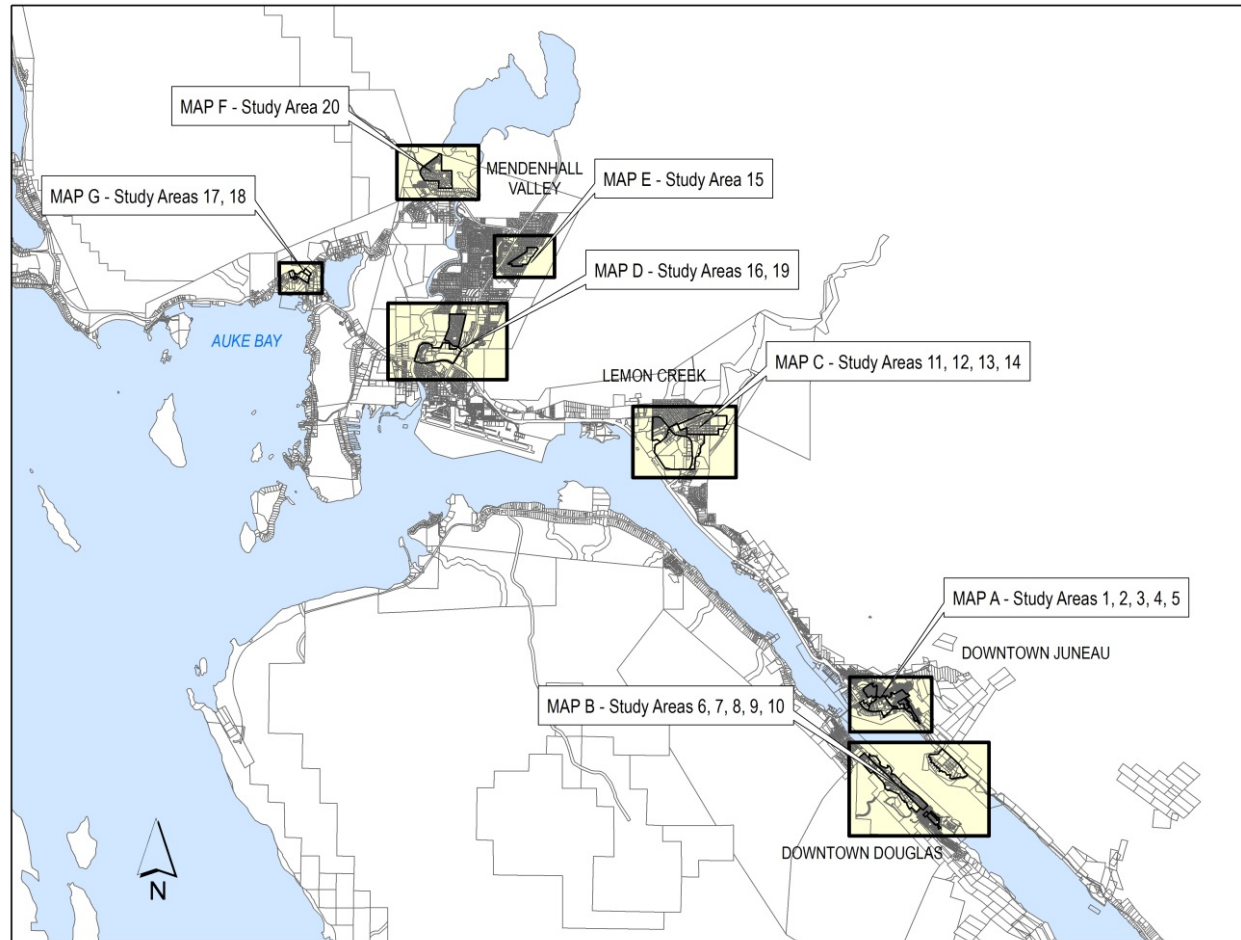 MAP F - Study Area 20
MENDENHALL
VALLEY
MAP E - Study Area 15
MAP G - Study Areas 17, 18
MAP D - Study Areas 16, 19
AUKE BAY
MAP C - Study Areas 11, 12, 13, 14
LEMON CREEK
MAP A - Study Areas 1, 2, 3, 4, 5
DOWNTOWN JUNEAU
MAP B - Study Areas 6, 7, 8, 9, 10
DOWNTOWN DOUGLAS
N